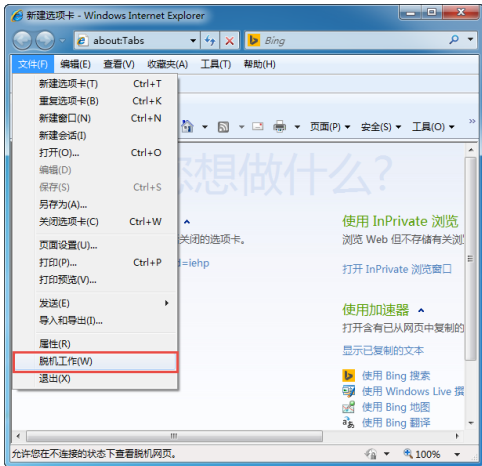 新建选项卡 - Windows Internet Explorer
about:Tabs
Bing
文件(F) 编辑(E) 查看(V) 收藏夹(A) 工具(T) 帮助(H)
新建选项卡(T) Ctrl+T
重复选项卡(B) Ctrl+K
新建窗口(N) Ctrl+N
新建会话(I)
打开(O)... Ctrl+O
编辑(D)
保存(S) Ctrl+S
另存为(A)...
关闭选项卡(C) Ctrl+W
页面设置(U)...
打印(P)... Ctrl+P
打印预览(V)...
发送(E)
导入和导出(I)...
属性(R)
脱机工作(W)
退出(X)
页面(P) 安全(S) 工具(O)
您想做什么?
关闭的选项卡。
d=iehp
使用 InPrivate 浏览
浏览 Web 但不存储有关浏
打开 InPrivate 浏览窗口
使用加速器
打开含有已从网页中复制的
显示已复制的文本
使用 Bing 搜索
使用 Windows Live 撰
使用 Bing 地图
使用 Bing 翻译
允许您在不连接的状态下查看脱机网页。
100%